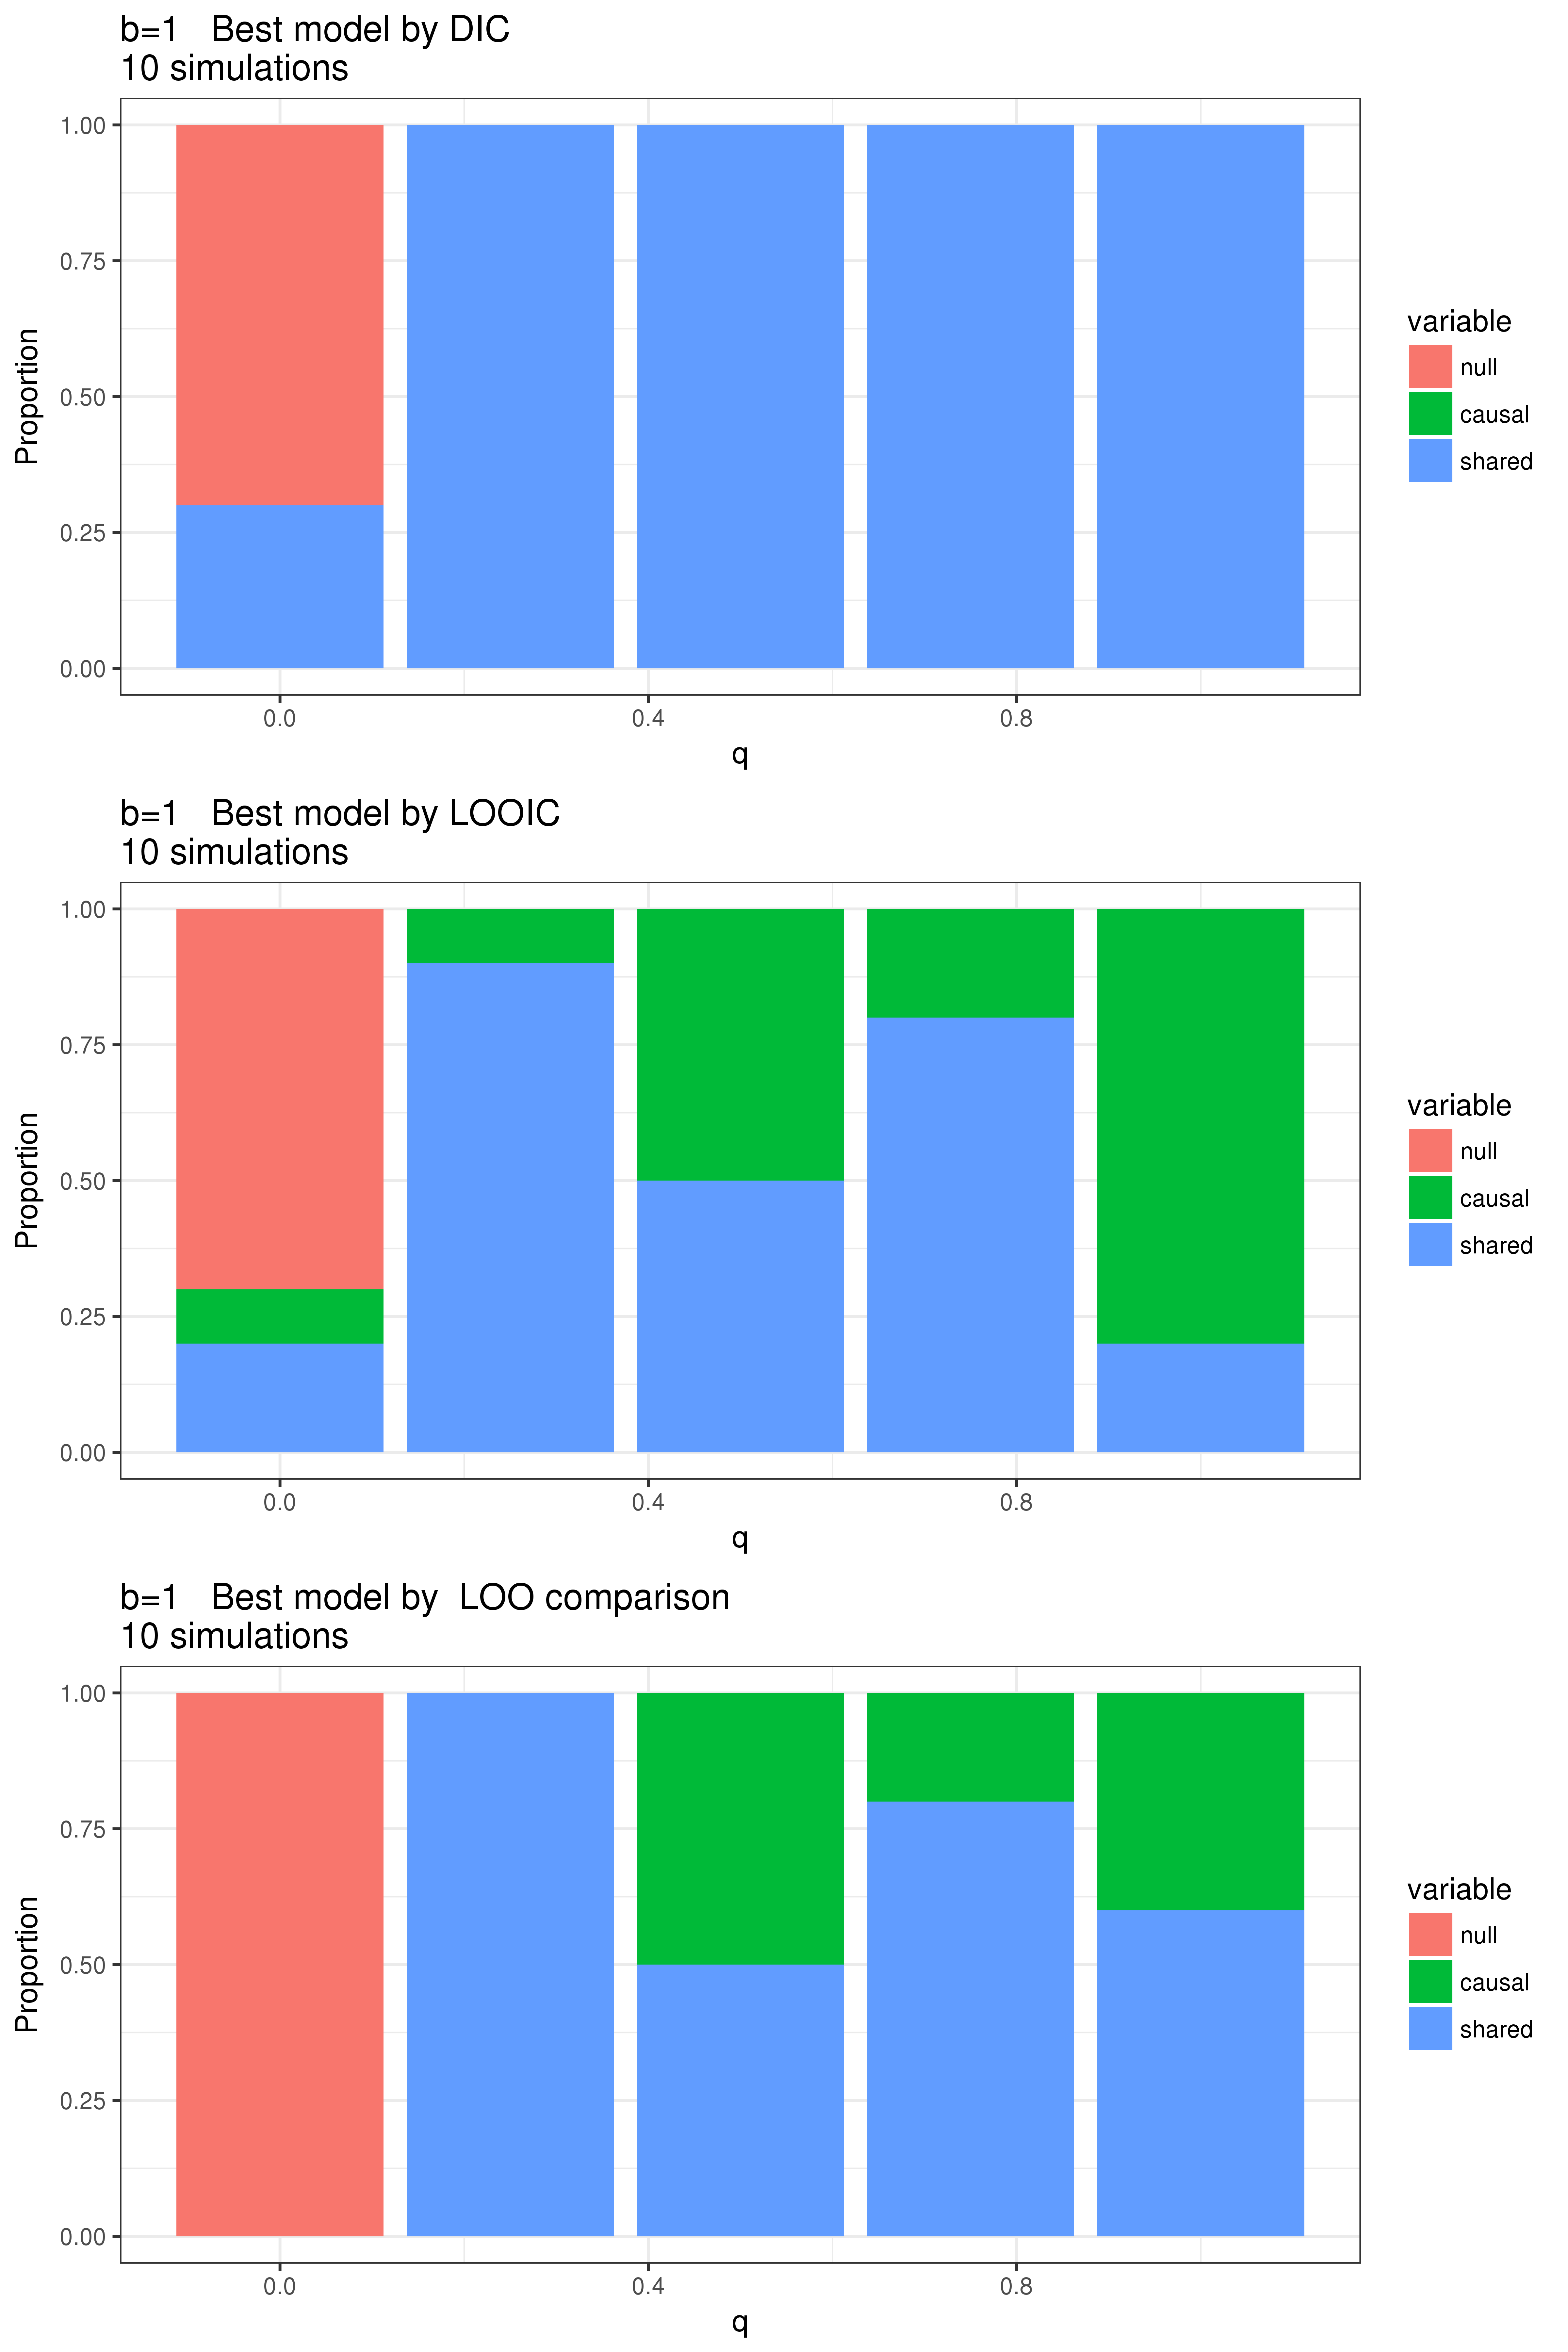 b=1   Best model by DIC
10 simulations
1.00
0.75
0.50
0.25
0.00
Proportion
0.0
0.4
0.8
q
variable
null
causal
shared
b=1   Best model by LOOIC
10 simulations
1.00
0.75
0.50
0.25
0.00
Proportion
0.0
0.4
0.8
q
variable
null
causal
shared
b=1   Best model by  LOO comparison
10 simulations
1.00
0.75
0.50
0.25
0.00
Proportion
0.0
0.4
0.8
q
variable
null
causal
shared